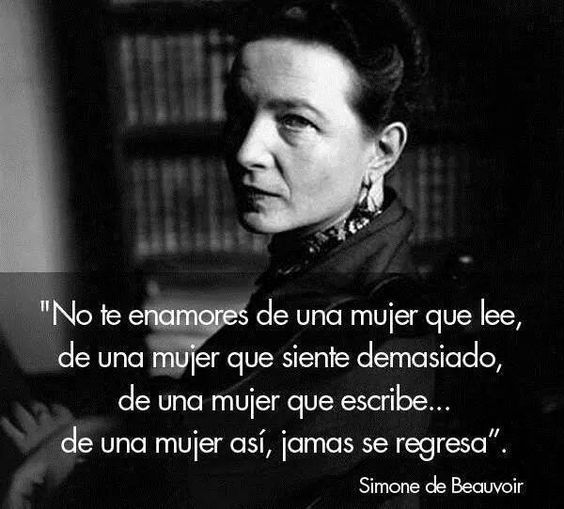 "No te enamores de una mujer que lee,
de una mujer que siente demasiado,
de una mujer que escribe...
de una mujer así, jamas se regresa”.
Simone de Beauvoir